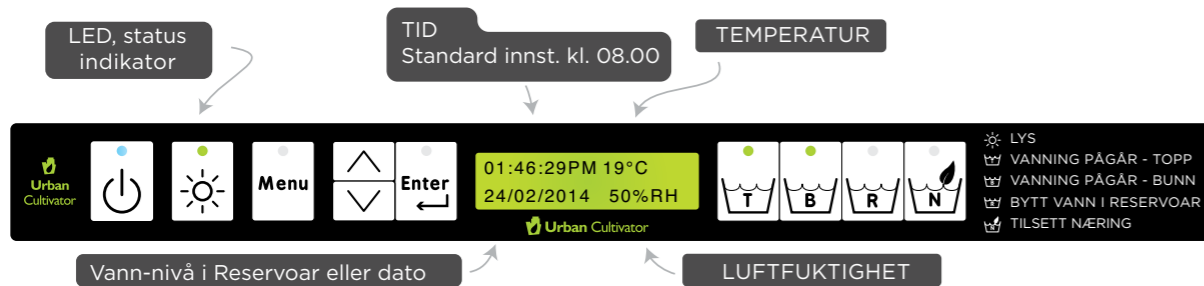 LED, status
indikator
TID
Standard innst. kl. 08.00
TEMPERATUR
Urban
Cultivator
Menu
Enter
01:46:29PM 19°C
24/02/2014 50%RH
Urban Cultivator
T
B
R
N
LYS
VANNING PÅGÅR - TOPP
VANNING PÅGÅR - BUNN
BYTT VANN I RESERVOAR
TILSETT NÆRING
Vann-nivå i Reservoar eller dato
LUFTFUKTIGHET